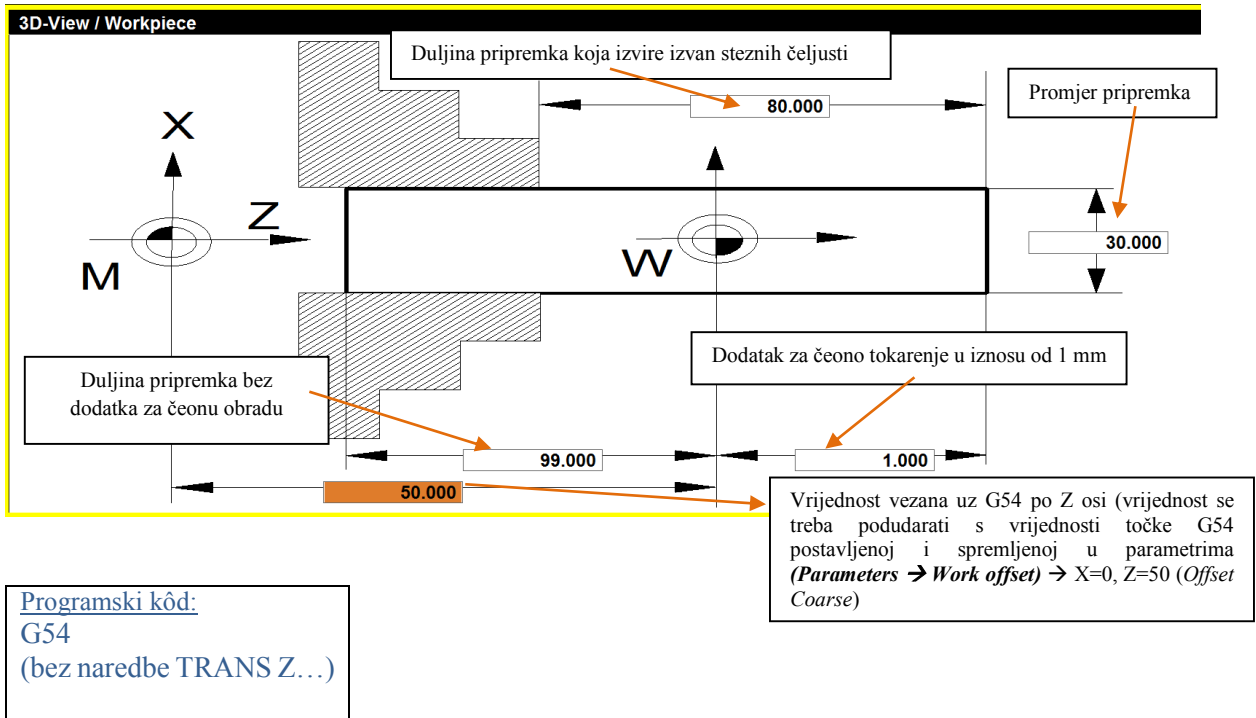 3D-View / Workpiece
Duljina pripremka koja izvire izvan steznih čeljusti
80.000
Promjer pripremka
X
Z
M
W
30.000
Dodatak za čeono tokarenje u iznosu od 1 mm
Duljina pripremka bez
dodatka za čeonu obradu
99.000
1.000
50.000
Vrijednost vezana uz G54 po Z osi (vrijednost se
treba podudarati s vrijednosti točke G54
postavljenoj i spremljenoj u parametrima
(Parameters → Work offset) → X=0, Z=50 (Offset
Coarse)
Programski kôd:
G54
(bez naredbe TRANS Z…)